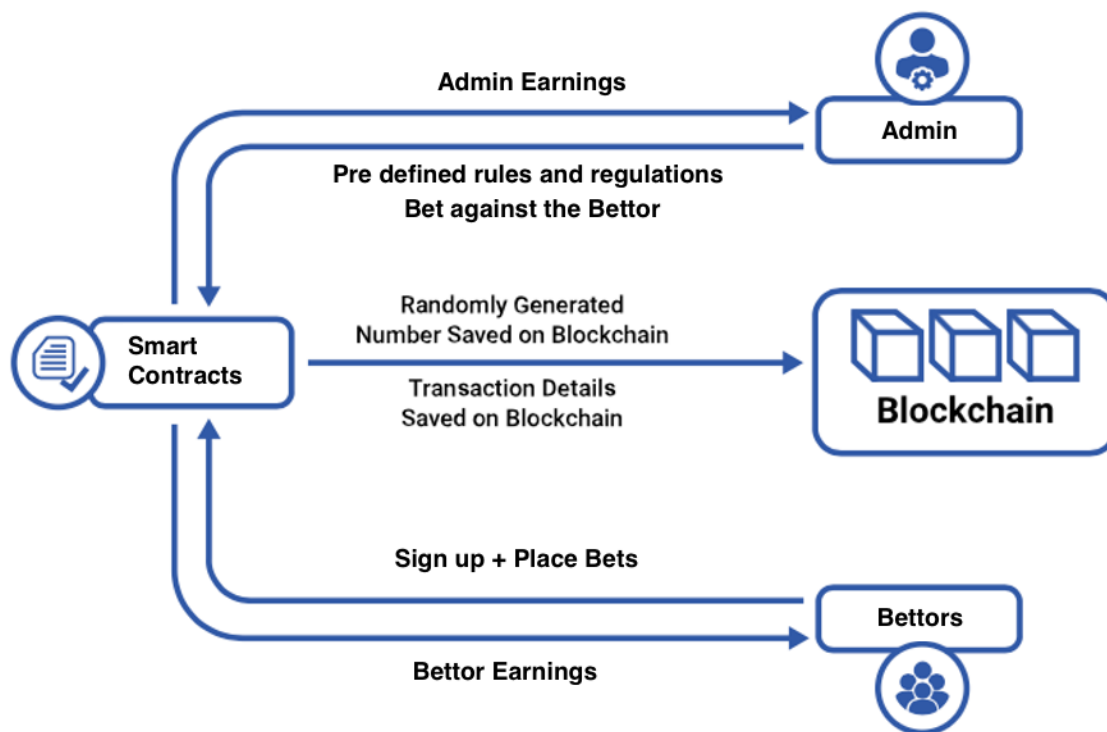 Admin Earnings
Admin
Pre defined rules and regulations
Bet against the Bettor
Smart
Contracts
Randomly Generated
Number Saved on Blockchain
Transaction Details
Saved on Blockchain
Blockchain
Sign up + Place Bets
Bettors
Bettor Earnings